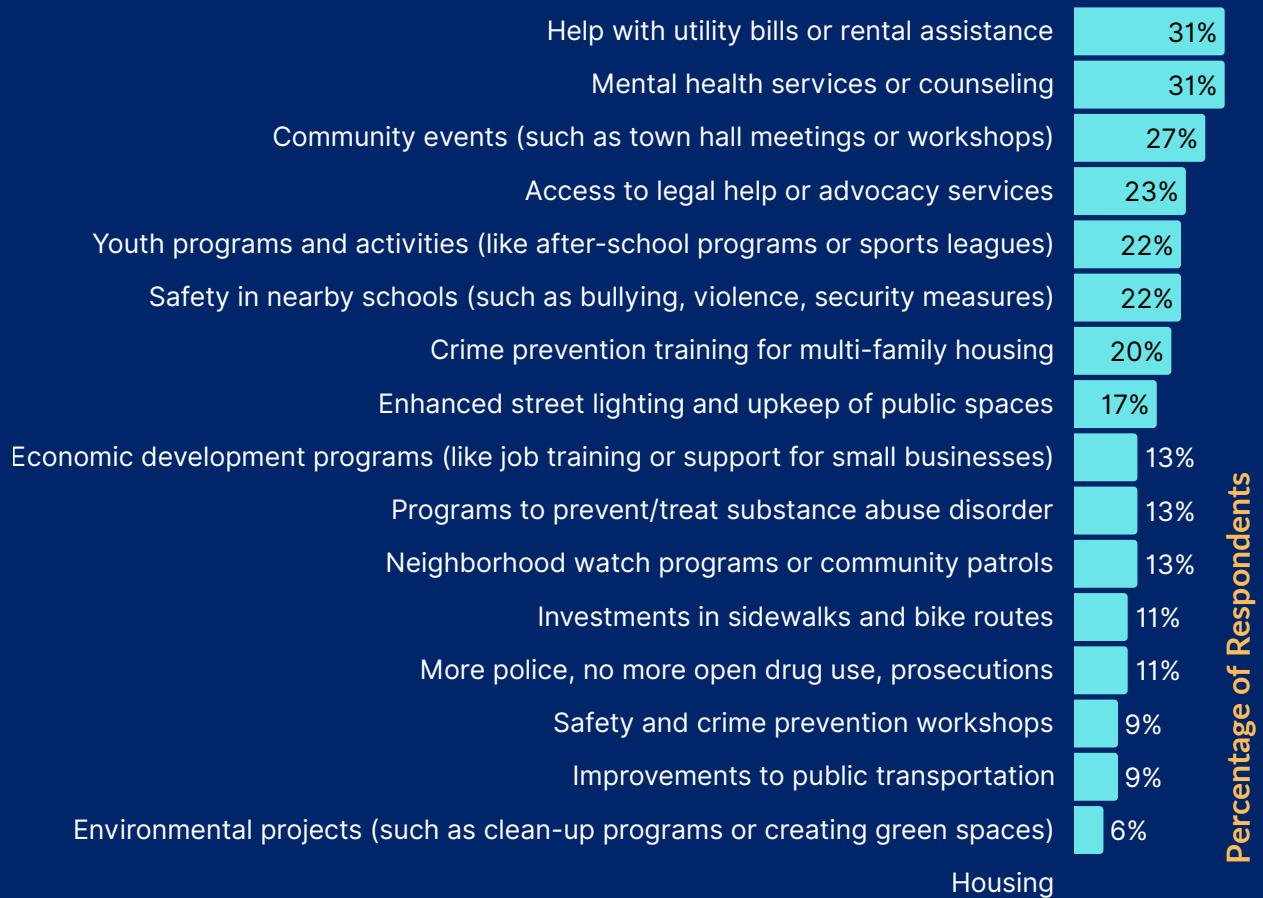 Help with utility bills or rental assistance 31%
Mental health services or counseling 31%
Community events (such as town hall meetings or workshops) 27%
Access to legal help or advocacy services 23%
Youth programs and activities (like after-school programs or sports leagues) 22%
Safety in nearby schools (such as bullying, violence, security measures) 22%
Crime prevention training for multi-family housing 20%
Enhanced street lighting and upkeep of public spaces 17%
Economic development programs (like job training or support for small businesses) 13%
Programs to prevent/treat substance abuse disorder 13%
Neighborhood watch programs or community patrols 13%
Investments in sidewalks and bike routes 11%
More police, no more open drug use, prosecutions 11%
Safety and crime prevention workshops 9%
Improvements to public transportation 9%
Environmental projects (such as clean-up programs or creating green spaces) 6%
Housing
Percentage of Respondents